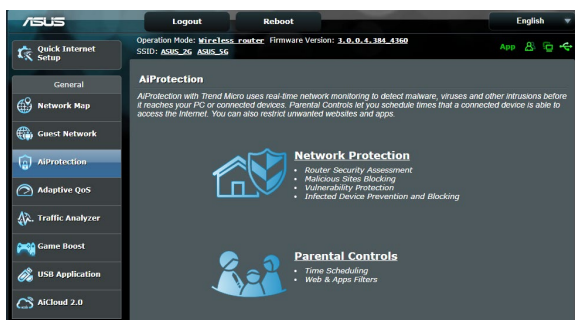 ASUS
Logout
Reboot
English
Quick Internet
Setup
Operation Mode: Wireless router Firmware Version: 3.0.0.4.384_4360
SSID: ASUS_2G ASUS_5G
App
General
Network Map
Guest Network
AiProtection
Adaptive QoS
Traffic Analyzer
Game Boost
USB Application
AiCloud 2.0
AiProtection
AiProtection with Trend Micro uses real-time network monitoring to detect malware, viruses and other intrusions before
it reaches your PC or connected devices. Parental Controls let you schedule times that a connected device is able to
access the Internet. You can also restrict unwanted websites and apps.
Network Protection
• Router Security Assessment
• Malicious Sites Blocking
• Vulnerability Protection
• Infected Device Prevention and Blocking
Parental Controls
• Time Scheduling
• Web & Apps Filters